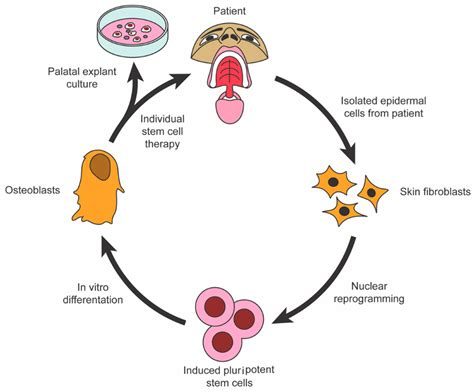 Patient
Palatal explant
culture
Individual
stem cell
therapy
Isolated epidermal
cells from patient
Osteoblasts
Skin fibroblasts
In vitro
differentation
Nuclear
reprogramming
Induced pluripotent
stem cells